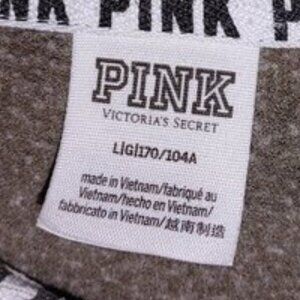 PINK PINK P
PINK
VICTORIA'S SECRET
L|G|170/104A
made in Vietnam/fabriqué au
Vietnam/hecho en Vietnam/
fabbricato in Vietnam/越南制造